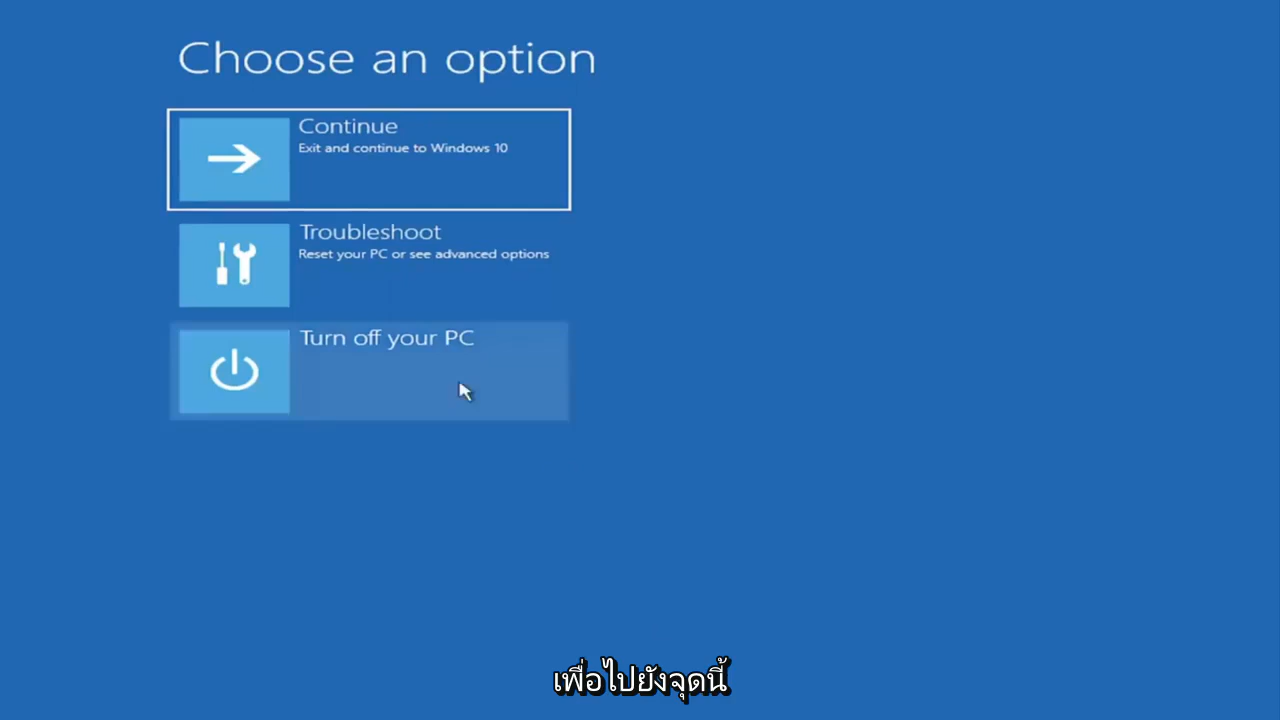 Choose an option
Continue
Exit and continue to Windows 10
Troubleshoot
Reset your PC or see advanced options
Turn off your PC
เพื่อไปยังจุดนี้